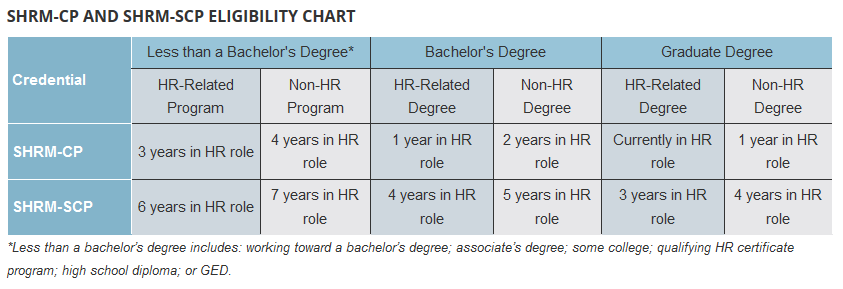 SHRM-CP AND SHRM-SCP ELIGIBILITY CHART
Credential
Less than a Bachelor's Degree*
Bachelor's Degree
Graduate Degree
HR-Related
Program
Non-HR
Program
HR-Related
Degree
Non-HR
Degree
HR-Related
Degree
Non-HR
Degree
SHRM-CP
3 years in HR role
4 years in HR
role
1 year in HR
role
2 years in HR
role
Currently in HR
role
1 year in HR
role
SHRM-SCP
6 years in HR role
7 years in HR
role
4 years in HR
role
5 years in HR
role
3 years in HR
role
4 years in HR
role
*Less than a bachelor's degree includes: working toward a bachelor's degree; associate's degree; some college; qualifying HR certificate
program; high school diploma; or GED.